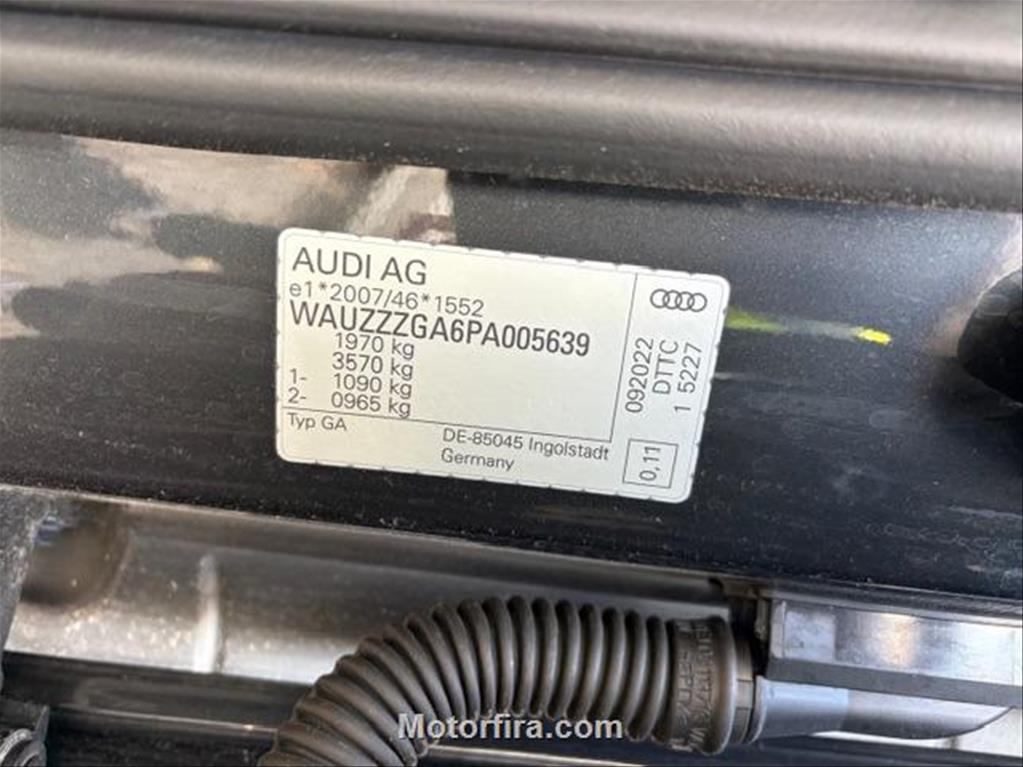 AUDI AG
e1*2007/46*1552
WAUZZZGA6PA005639
1970 kg
3570 kg
1- 1090 kg
2- 0965 kg
Typ GA
DE-85045 Ingolstadt
Germany
092022
DTTC
1 5227
0,11
Motorfira.com